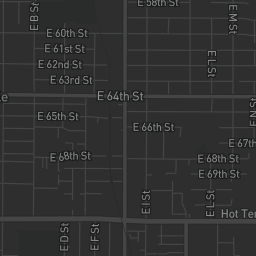 E 58th St
E B St
E M St
E 60th St
E 61st St
E L St
E 62nd St
E 63rd St
E 64th St
E 65th St
E N St
E 66th St
E 67th
E 68th St
E 68th St
E 69th St
E I St
E L St
Hot Ter
E D St
E F St